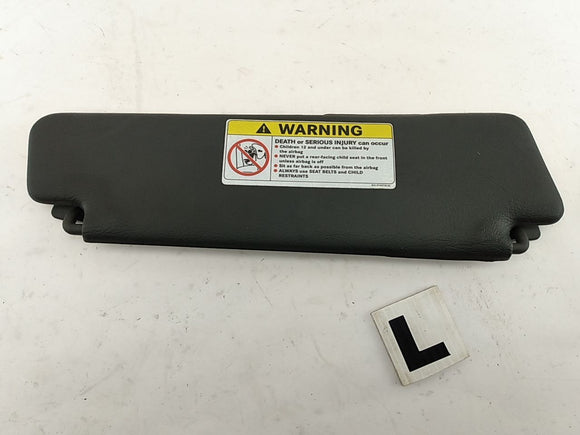 WARNING
DEATH or SERIOUS INJURY can occur
● Children 12 and under can be killed by
the airbag
● NEVER put a rear-facing child seat in the front
unless airbag is off
● Sit as far back as possible from the airbag
● ALWAYS use SEAT BELTS and CHILD
RESTRAINTS
L